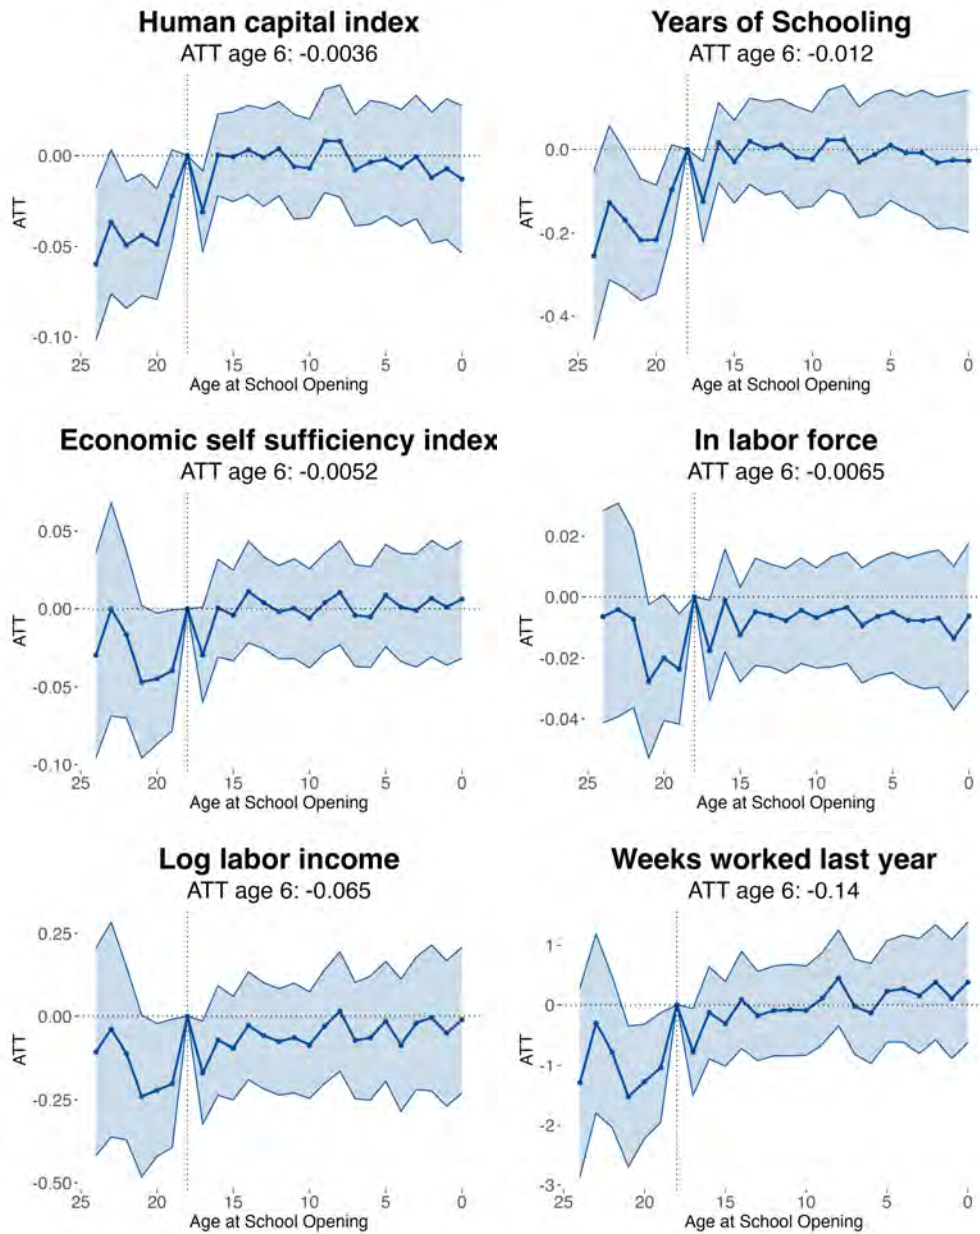 Human capital index
ATT age 6: -0.0036
0.00
-0.05
-0.10
ATT
25 20 15 10 5 0
Age at School Opening
Years of Schooling
ATT age 6: -0.012
0.0
-0.2
-0.4
ATT
25 20 15 10 5 0
Age at School Opening
Economic self sufficiency index
ATT age 6: -0.0052
0.05
0.00
-0.05
-0.10
ATT
25 20 15 10 5 0
Age at School Opening
In labor force
ATT age 6: -0.0065
0.02
0.00
-0.02
-0.04
ATT
25 20 15 10 5 0
Age at School Opening
Log labor income
ATT age 6: -0.065
0.25
0.00
-0.25
-0.50
ATT
25 20 15 10 5 0
Age at School Opening
Weeks worked last year
ATT age 6: -0.14
1
0
-1
-2
-3
ATT
25 20 15 10 5 0
Age at School Opening